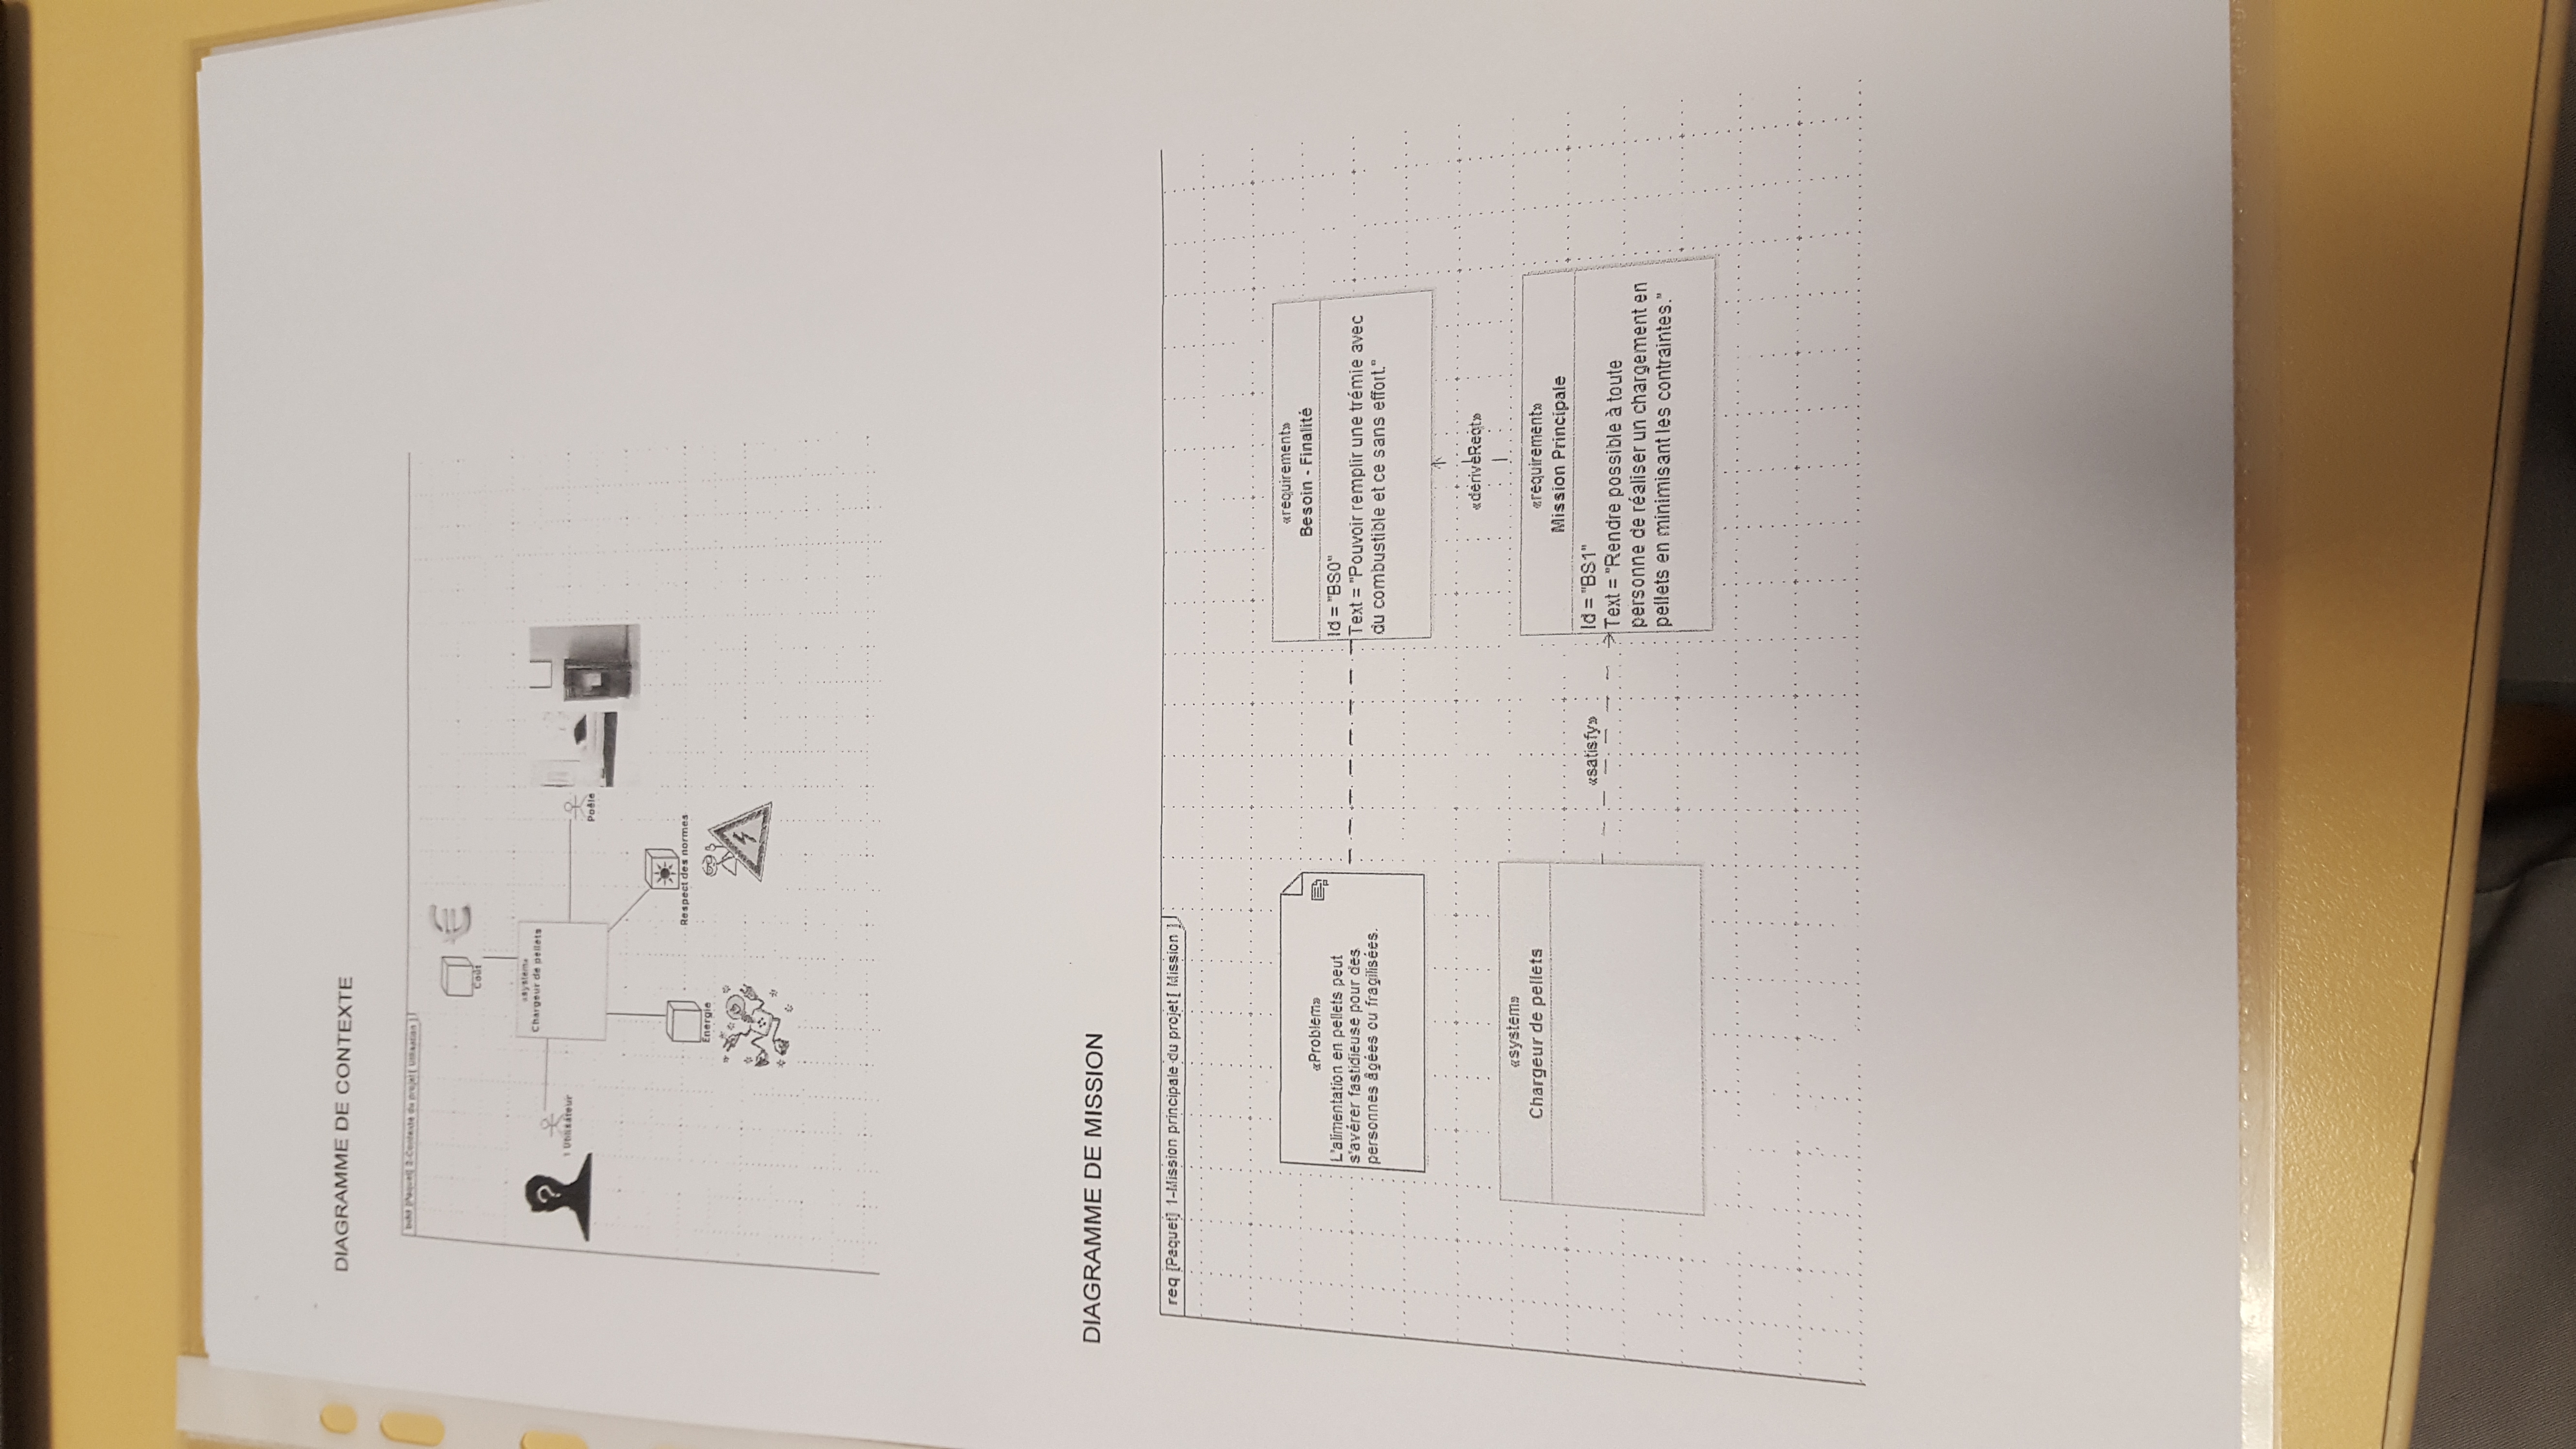 DIAGRAMME DE CONTEXTE
bdd [Paquet] 2-Contexte du projet [ Utilisation ]
€
Coût
«system»
Chargeur de pellets
?
1 Utilisateur
Poêle
Respect des normes
Energie
DIAGRAMME DE MISSION
req [Paquet] 1-Mission principale du projet [ Mission ]
«Problem»
L'alimentation en pellets peut
s'avérer fastidieuse pour des
personnes âgées ou fragilisées.
«requirement»
Besoin - Finalité
Id = "BS0"
Text = "Pouvoir remplir une trémie avec
du combustible et ce sans effort."
«deriveReqt»
«system»
Chargeur de pellets
«satisfy»
«requirement»
Mission Principale
Id = "BS1"
Text = "Rendre possible à toute
personne de réaliser un chargement en
pellets en minimisant les contraintes."